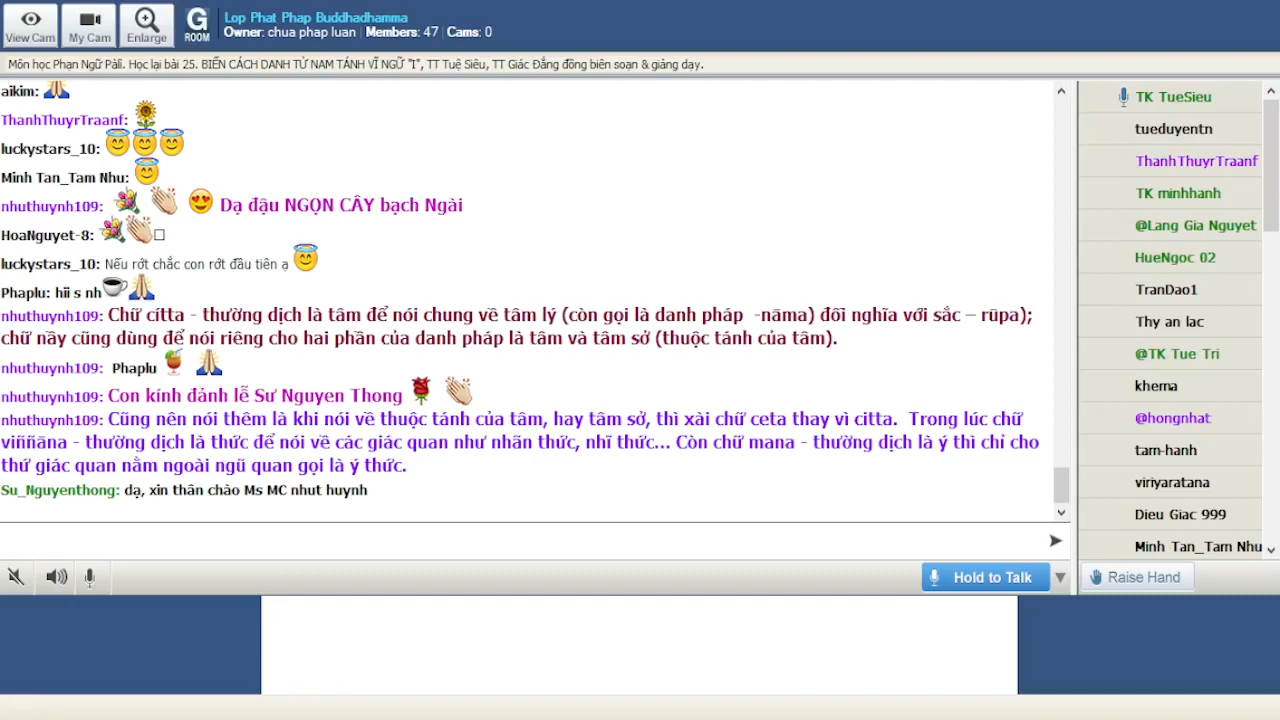 View Cam
My Cam
Enlarge
G
ROOM
Lop Phat Phap Buddhadhamma
Owner: chua phap luan | Members: 47 | Cams: 0
Môn học Phạn Ngữ Pàli. Học lại bài 25. BIẾN CÁCH DANH TỪ NAM TÁNH VĨ NGỮ "I", TT Tuệ Siêu, TT Giác Đẳng đồng biên soạn & giảng dạy.
aikim:
ThanhThuyrTraanf:
luckystars_10:
Minh Tan_Tam Nhu:
nhuthuynh109: Dạ đậu NGỌN CÂY bạch Ngài
HoaNguyet-8:
luckystars_10: Nếu rớt chắc con rớt đầu tiên ạ
Phaplu: hii s nh
nhuthuynh109: Chữ cítta - thường dịch là tâm để nói chung về tâm lý (còn gọi là danh pháp -nāma) đối nghĩa với sắc – rūpa);
chữ nầy cũng dùng để nói riêng cho hai phần của danh pháp là tâm và tâm sở (thuộc tánh của tâm).
nhuthuynh109: Phaplu
nhuthuynh109: Con kính đảnh lễ Sư Nguyen Thong
nhuthuynh109: Cũng nên nói thêm là khi nói về thuộc tánh của tâm, hay tâm sở, thì xài chữ ceta thay vì citta. Trong lúc chữ
viññāna - thường dịch là thức để nói về các giác quan như nhãn thức, nhĩ thức... Còn chữ mana - thường dịch là ý thì chỉ cho
thứ giác quan nằm ngoài ngũ quan gọi là ý thức.
Su_Nguyenthong: dạ, xin thân chào Ms MC nhut huynh
Hold to Talk
TK TueSieu
tueduyentn
ThanhThuyrTraanf
TK minhhanh
@Lang Gia Nguyet
HueNgoc 02
TranDao1
Thy an lac
@TK Tue Tri
khema
@hongnhat
tam-hanh
viriyaratana
Dieu Giac 999
Minh Tan_Tam Nhu
Raise Hand